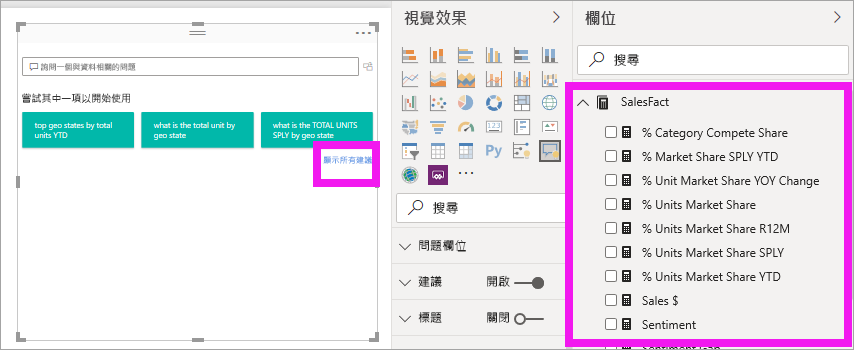 詢問一個與資料相關的問題
嘗試其中一項以開始使用
top geo states by total
units YTD
what is the total unit by
geo state
what is the TOTAL UNITS
SPLY by geo state
顯示所有建議
視覺效果
123
Py
搜尋
問題欄位
建議
開啟
標題
關閉
欄位
搜尋
SalesFact
% Category Compete Share
% Market Share SPLY YTD
% Unit Market Share YOY Change
% Units Market Share
% Units Market Share R12M
% Units Market Share SPLY
% Units Market Share YTD
Sales $
Sentiment
Sentiment Gap